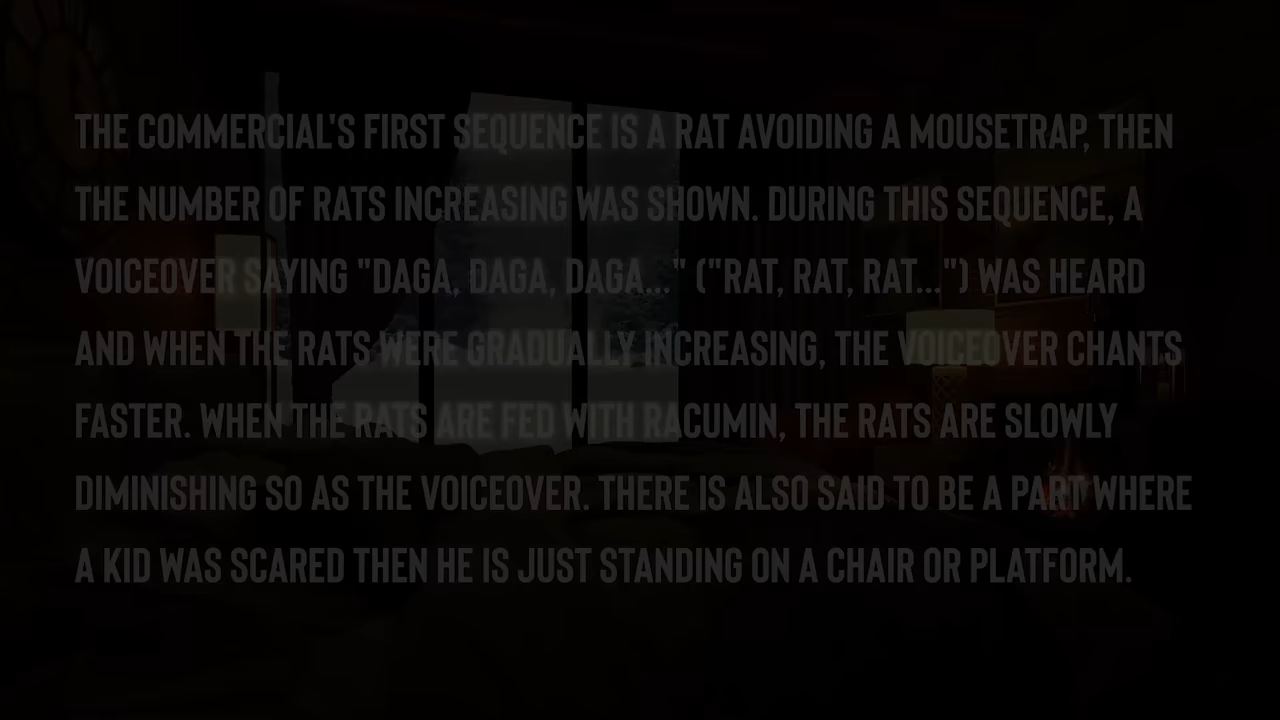 THE COMMERCIAL'S FIRST SEQUENCE IS A RAT AVOIDING A MOUSETRAP, THEN
THE NUMBER OF RATS INCREASING WAS SHOWN. DURING THIS SEQUENCE, A
VOICEOVER SAYING "DAGA, DAGA, DAGA..." ("RAT, RAT, RAT...") WAS HEARD
AND WHEN THE RATS WERE GRADUALLY INCREASING, THE VOICEOVER CHANTS
FASTER. WHEN THE RATS ARE FED WITH RACUMIN, THE RATS ARE SLOWLY
DIMINISHING SO AS THE VOICEOVER. THERE IS ALSO SAID TO BE A PART WHERE
A KID WAS SCARED THEN HE IS JUST STANDING ON A CHAIR OR PLATFORM.